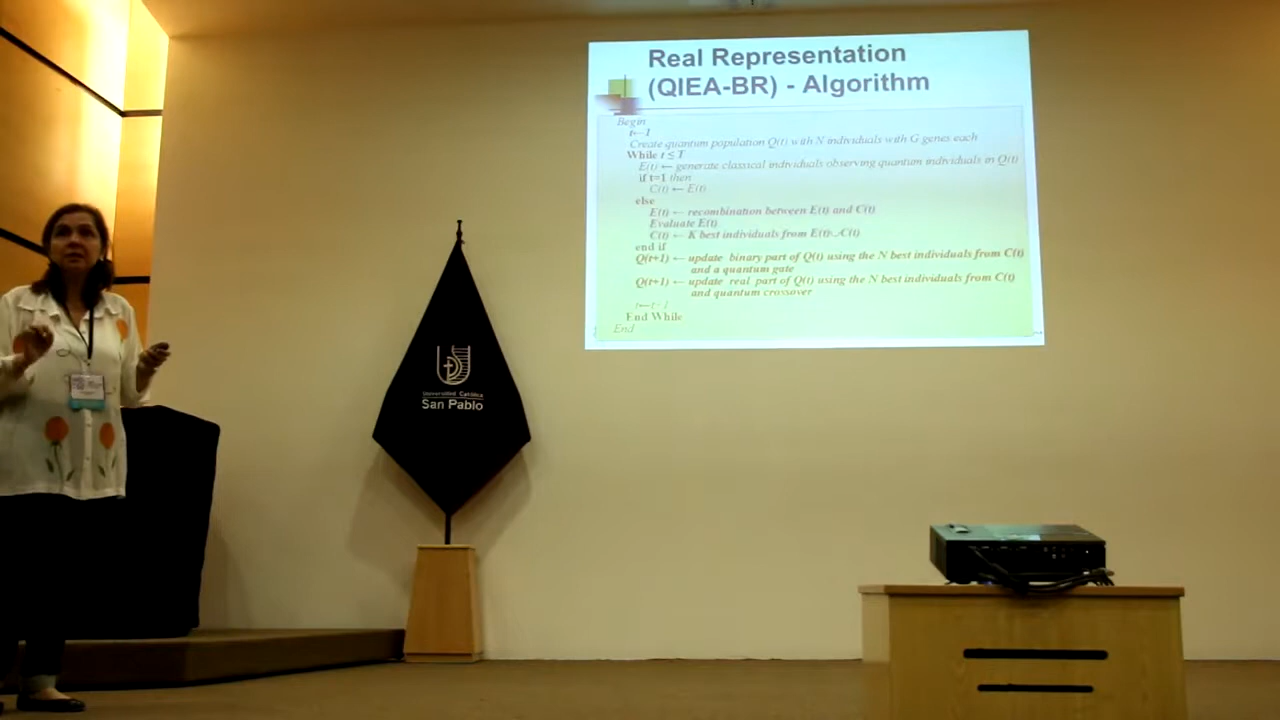 Real Representation
(QIEA-BR) - Algorithm
Begin
t←1
Create quantum population Q(t) with N individuals with G genes each
While t ≤ T
E(t) ← generate classical individuals observing quantum individuals in Q(t)
if t=1 then
C(t) ← E(t)
else
E(t) ← recombination between E(t) and C(t)
Evaluate E(t)
C(t) ← K best individuals from E(t)∪C(t)
end if
Q(t+1) ← update binary part of Q(t) using the N best individuals from C(t)
and a quantum gate
Q(t+1) ← update real part of Q(t) using the N best individuals from C(t)
and quantum crossover
End While
End
Universidad Católica
San Pablo